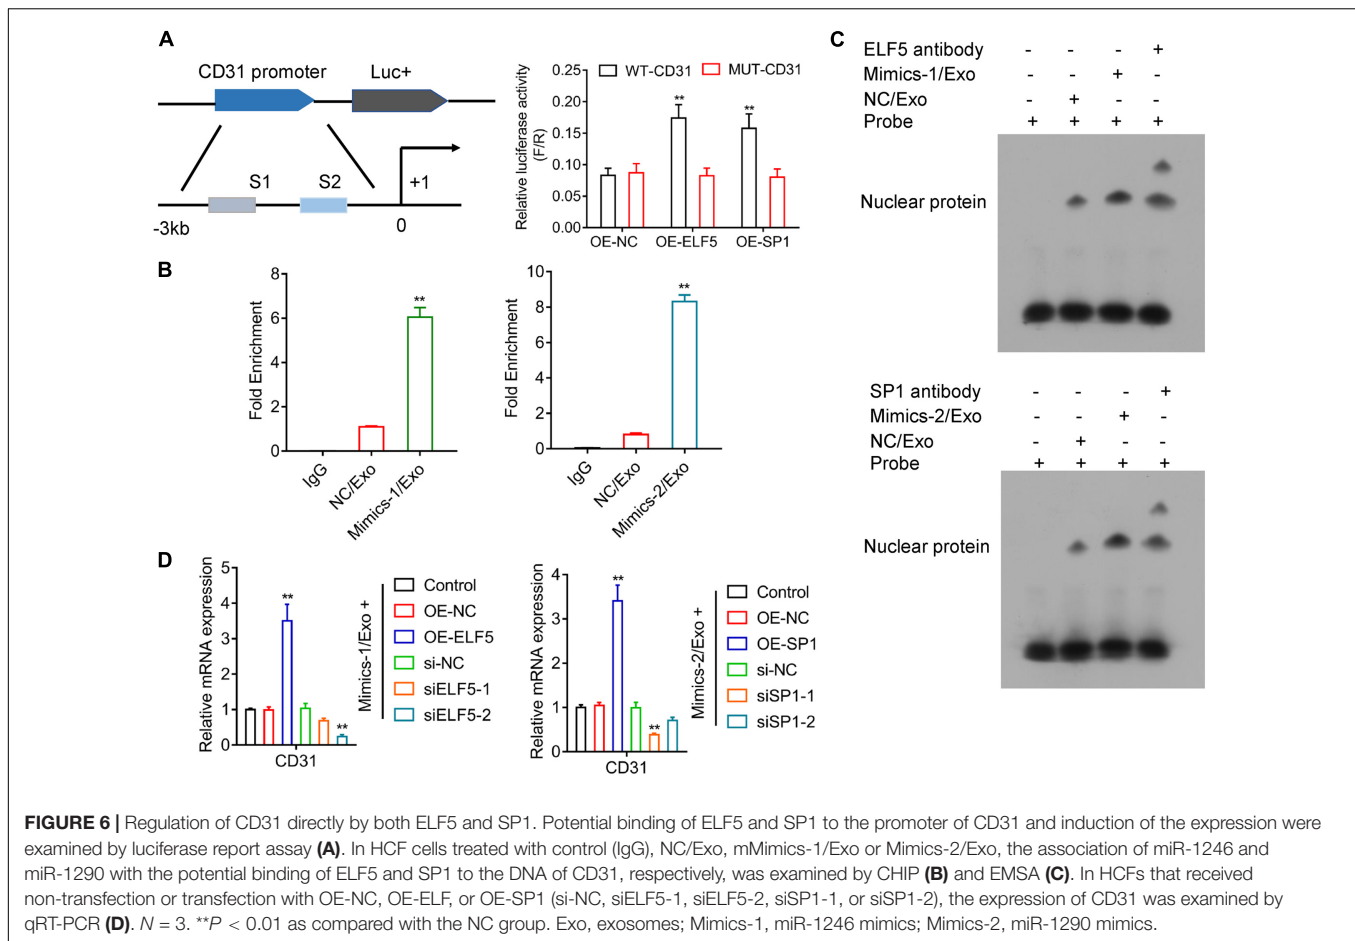 A
CD31 promoter
Luc+
S1
S2
+1
-3kb
0
Relative luciferase activity
(F/R)
0.25
0.20
0.15
0.10
0.05
0.00
WT-CD31
MUT-CD31
**
**
OE-NC
OE-ELF5
OE-SP1
B
Fold Enrichment
8
6
4
2
0
**
IgG
NC/Exo
Mimics-1/Exo
Fold Enrichment
10
8
6
4
2
0
**
IgG
NC/Exo
Mimics-2/Exo
C
ELF5 antibody - - - +
Mimics-1/Exo - - + -
NC/Exo - + - -
Probe + + + +
Nuclear protein
SP1 antibody - - - +
Mimics-2/Exo - - + -
NC/Exo - + - -
Probe + + + +
Nuclear protein
D
Relative mRNA expression
5
4
3
2
1
0
**
**
CD31
Mimics-1/Exo +
Control
OE-NC
OE-ELF5
si-NC
siELF5-1
siELF5-2
Relative mRNA expression
4
3
2
1
0
**
**
CD31
Mimics-2/Exo +
Control
OE-NC
OE-SP1
si-NC
siSP1-1
siSP1-2
FIGURE 6 | Regulation of CD31 directly by both ELF5 and SP1. Potential binding of ELF5 and SP1 to the promoter of CD31 and induction of the expression were
examined by luciferase report assay (A). In HCF cells treated with control (IgG), NC/Exo, mMimics-1/Exo or Mimics-2/Exo, the association of miR-1246 and
miR-1290 with the potential binding of ELF5 and SP1 to the DNA of CD31, respectively, was examined by CHIP (B) and EMSA (C). In HCFs that received
non-transfection or transfection with OE-NC, OE-ELF, or OE-SP1 (si-NC, siELF5-1, siELF5-2, siSP1-1, or siSP1-2), the expression of CD31 was examined by
qRT-PCR (D). N = 3. **P < 0.01 as compared with the NC group. Exo, exosomes; Mimics-1, miR-1246 mimics; Mimics-2, miR-1290 mimics.